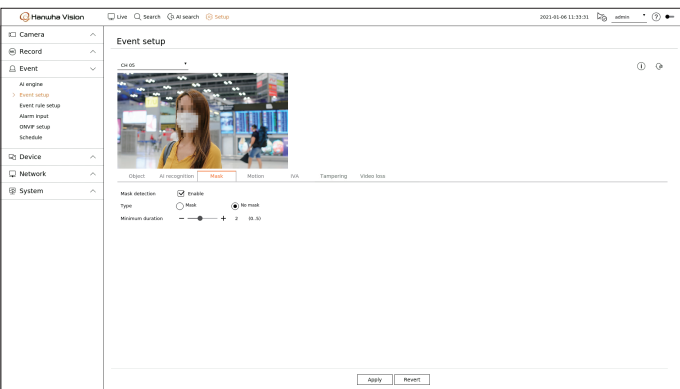 Hanwha Vision
Live Search AI search Setup
2021-01-06 11:33:31 admin
Camera
Record
Event
AI engine
Event setup
Event rule setup
Alarm input
ONVIF setup
Schedule
Device
Network
System
Event setup
CH 05
Object AI recognition Mask Motion IVA Tampering Video loss
Mask detection Enable
Type Mask No mask
Minimum duration 2 (0..5)
Apply Revert